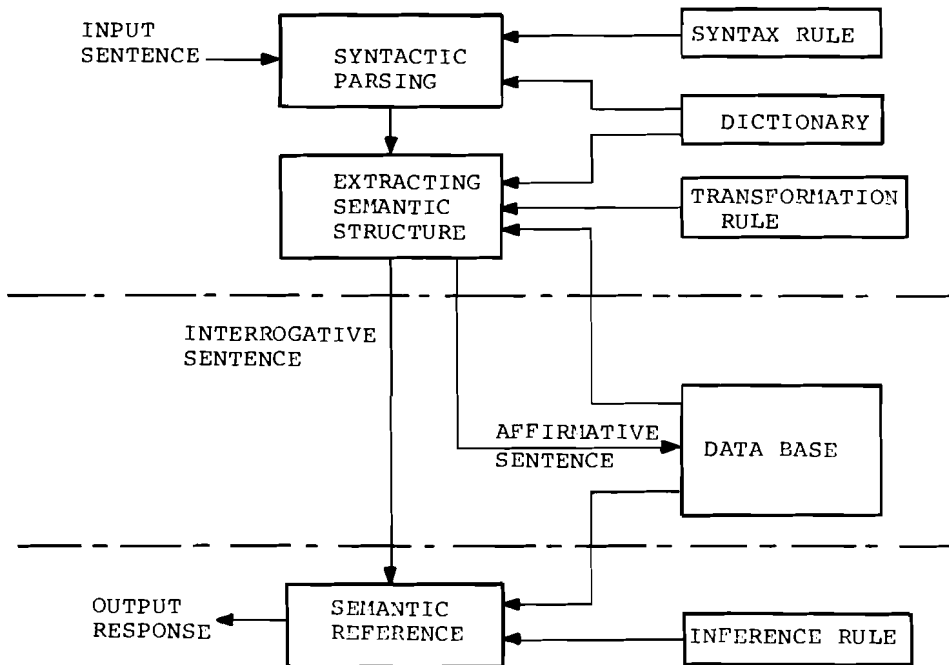 INPUT
SENTENCE
SYNTACTIC
PARSING
SYNTAX RULE
DICTIONARY
EXTRACTING
SEMANTIC
STRUCTURE
TRANSFORMATION
RULE
INTERROGATIVE
SENTENCE
AFFIRMATIVE
SENTENCE
DATA BASE
OUTPUT
RESPONSE
SEMANTIC
REFERENCE
INFERENCE RULE